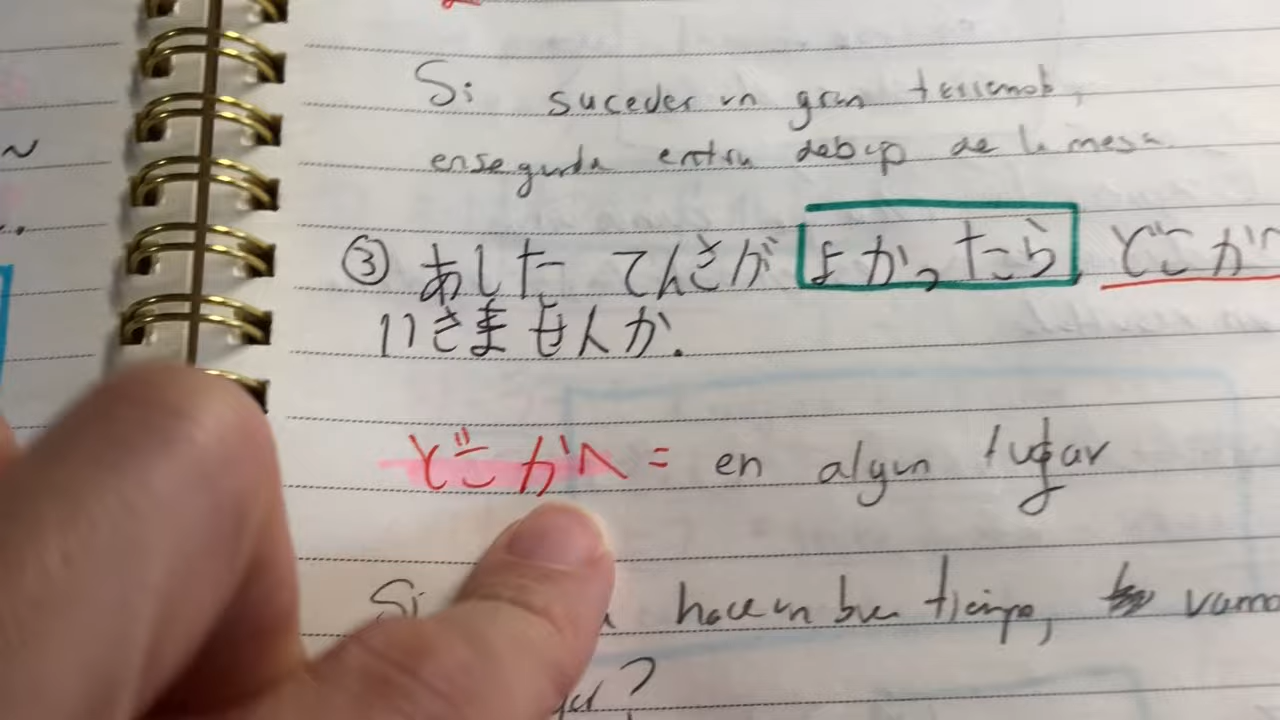 Si suceder un gran terremoto,
enseguida entra debajo de la mesa.
③ あした てんきが よかったら どこかへ
いきませんか.
どこかへ = en algun lugar
Si hace un buen tiempo, vamo
?